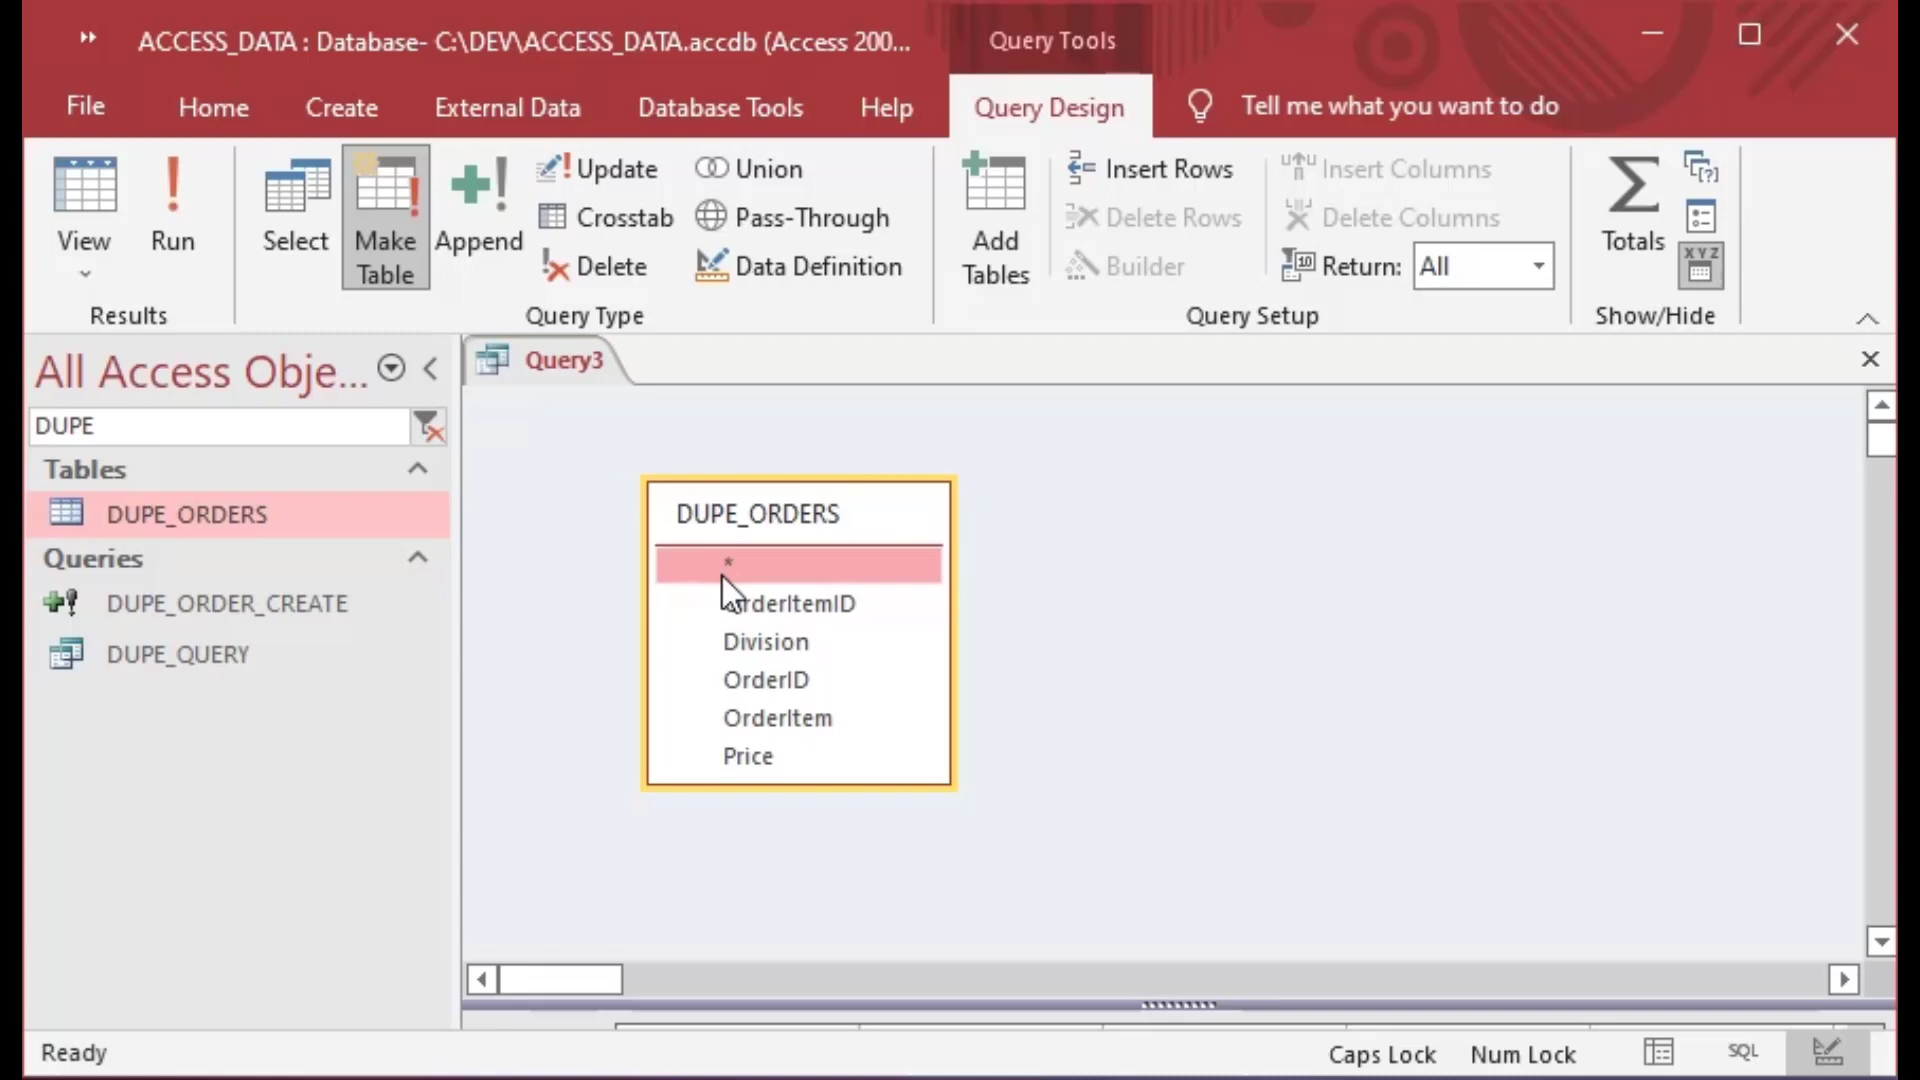 ACCESS_DATA : Database- C:\DEV\ACCESS_DATA.accdb (Access 200...
Query Tools
File Home Create External Data Database Tools Help Query Design Tell me what you want to do
View
Run
Results
Select
Make
Table
Append
Update
Crosstab
Delete
Union
Pass-Through
Data Definition
Query Type
Add
Tables
Insert Rows
Delete Rows
Builder
Insert Columns
Delete Columns
Return: All
Query Setup
Totals
XYZ
Show/Hide
All Access Obje...
DUPE
Tables
DUPE_ORDERS
Queries
DUPE_ORDER_CREATE
DUPE_QUERY
Query3
DUPE_ORDERS
*
OrderItemID
Division
OrderID
OrderItem
Price
Ready
Caps Lock Num Lock SQL